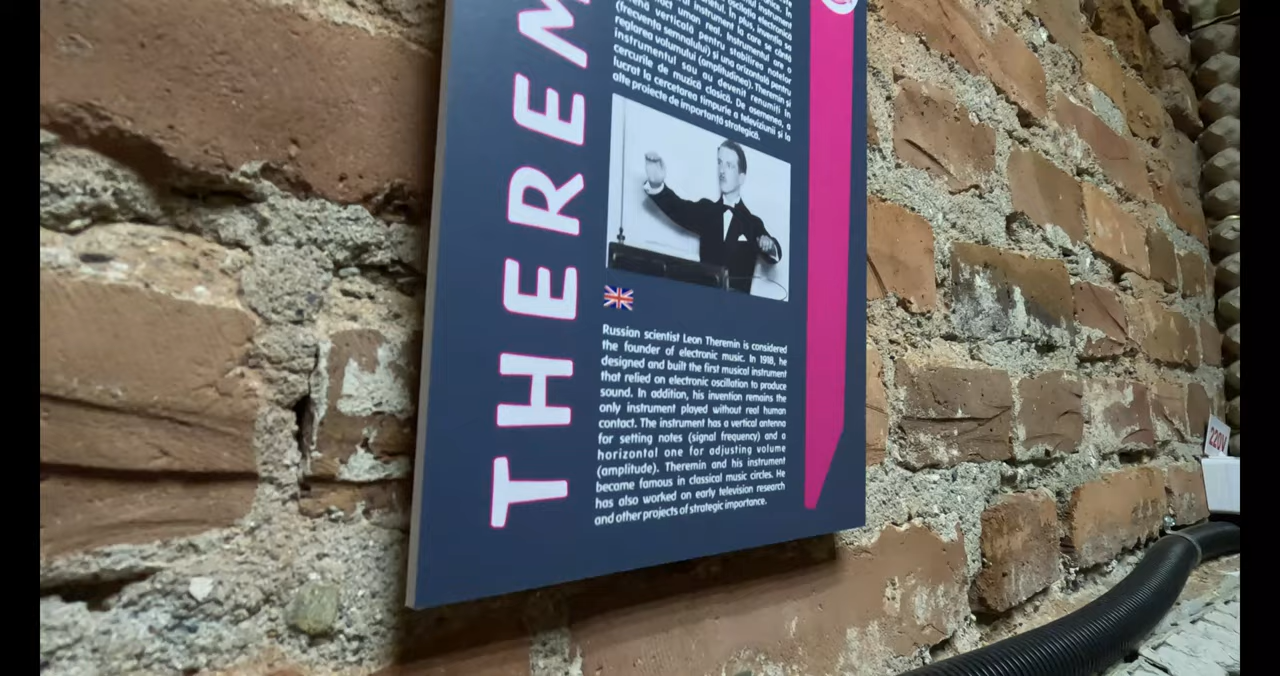 THEREM
(frecvența semnalului) și una orizontală pentru
reglarea volumului (amplitudinea). Theremin și
instrumentul sau au devenit renumiți în
cercurile de muzică clasică. De asemenea, a
lucrat la cercetarea timpurie a televiziunii și la
alte proiecte de importanță strategică.
Russian scientist Leon Theremin is considered
the founder of electronic music. In 1918, he
designed and built the first musical instrument
that relied on electronic oscillation to produce
sound. In addition, his invention remains the
only instrument played without real human
contact. The instrument has a vertical antenna
for setting notes (signal frequency) and a
horizontal one for adjusting volume
(amplitude). Theremin and his instrument
became famous in classical music circles. He
has also worked on early television research
and other projects of strategic importance.
220V